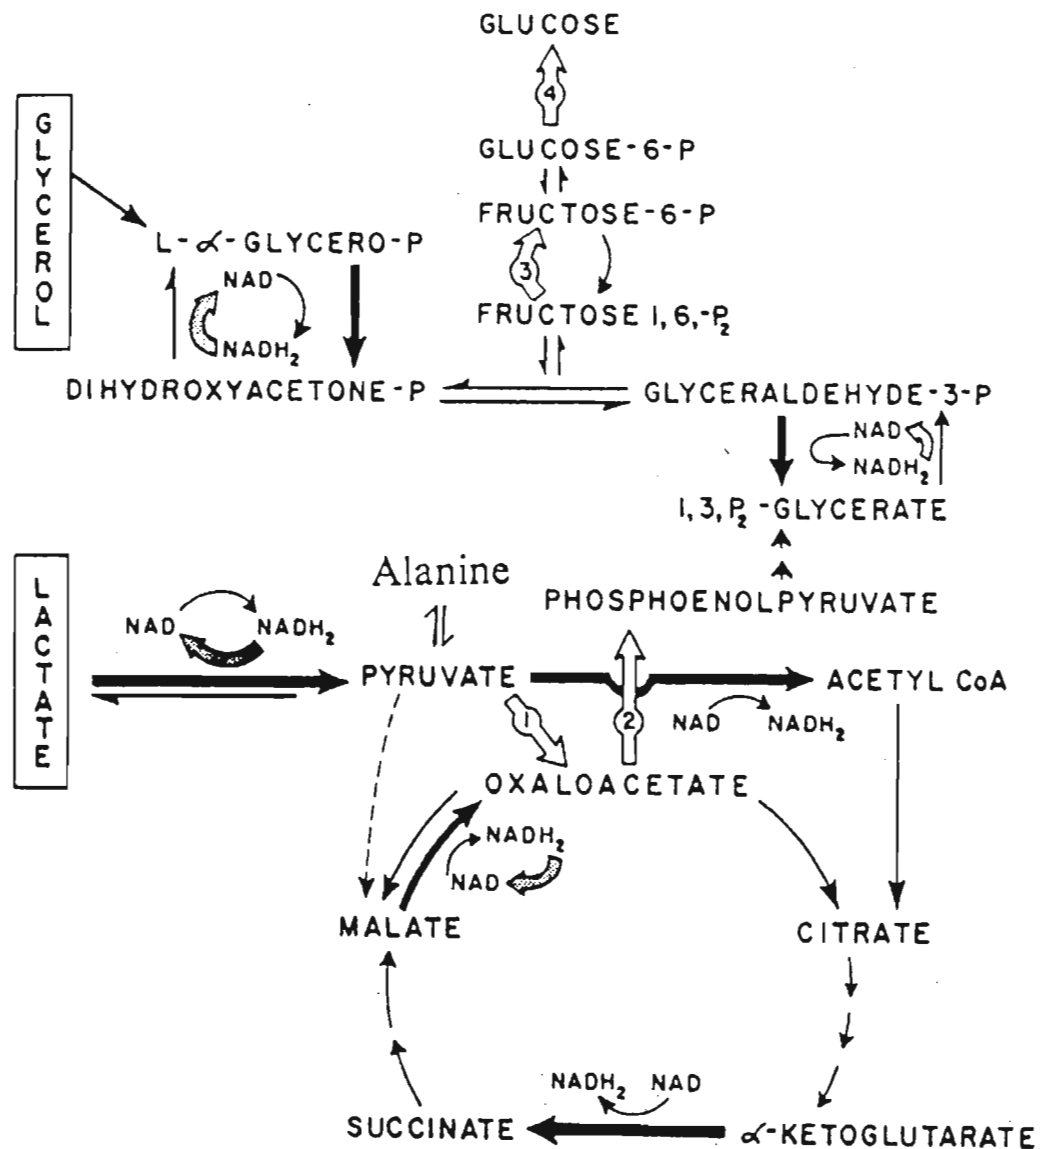 GLUCOSE
4
GLUCOSE-6-P
FRUCTOSE-6-P
3
FRUCTOSE 1,6,-P₂
GLYCEROL
L-α-GLYCERO-P
NAD
NADH₂
DIHYDROXYACETONE-P
GLYCERALDEHYDE-3-P
NAD
NADH₂
1,3,P₂-GLYCERATE
PHOSPHOENOLPYRUVATE
Alanine
LACTATE
NAD
NADH₂
PYRUVATE
ACETYL CoA
1
2
NAD
NADH₂
OXALOACETATE
NADH₂
NAD
MALATE
CITRATE
NADH₂
NAD
SUCCINATE
α-KETOGLUTARATE